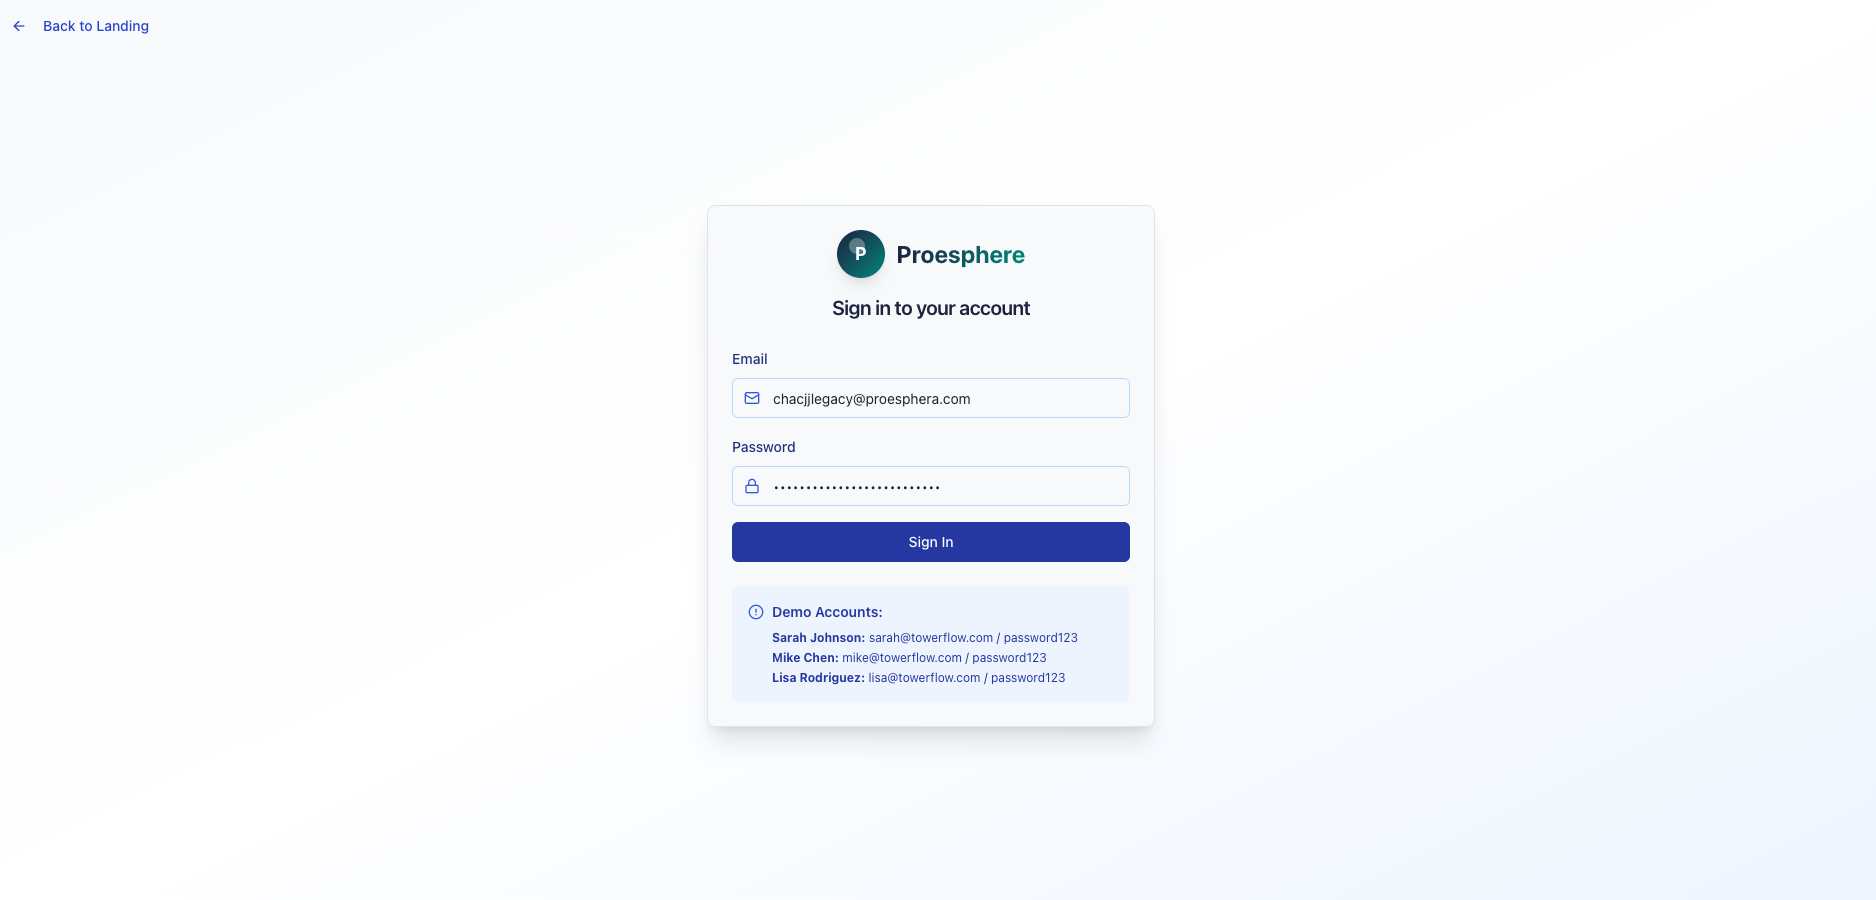 Back to Landing
P
Proesphere
Sign in to your account
Email
chacjjlegacy@proesphera.com
Password
••••••••••••••••••••••••••
Sign In
Demo Accounts:
Sarah Johnson: sarah@towerflow.com / password123
Mike Chen: mike@towerflow.com / password123
Lisa Rodriguez: lisa@towerflow.com / password123